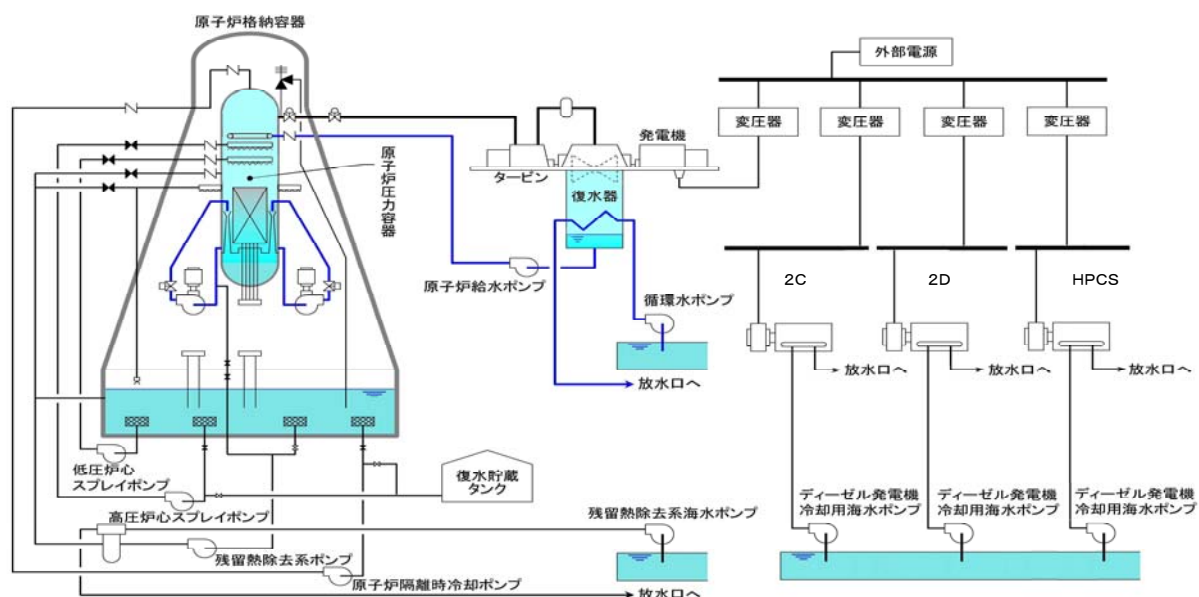 原子炉格納容器
外部電源
変圧器
変圧器
変圧器
変圧器
発電機
タービン
復水器
原子炉圧力容器
原子炉給水ポンプ
循環水ポンプ
放水口へ
2C
2D
HPCS
放水口へ
放水口へ
放水口へ
低圧炉心
スプレイポンプ
復水貯蔵
タンク
高圧炉心スプレイポンプ
残留熱除去系海水ポンプ
残留熱除去系ポンプ
原子炉隔離時冷却ポンプ
放水口へ
ディーゼル発電機
冷却用海水ポンプ
ディーゼル発電機
冷却用海水ポンプ
ディーゼル発電機
冷却用海水ポンプ